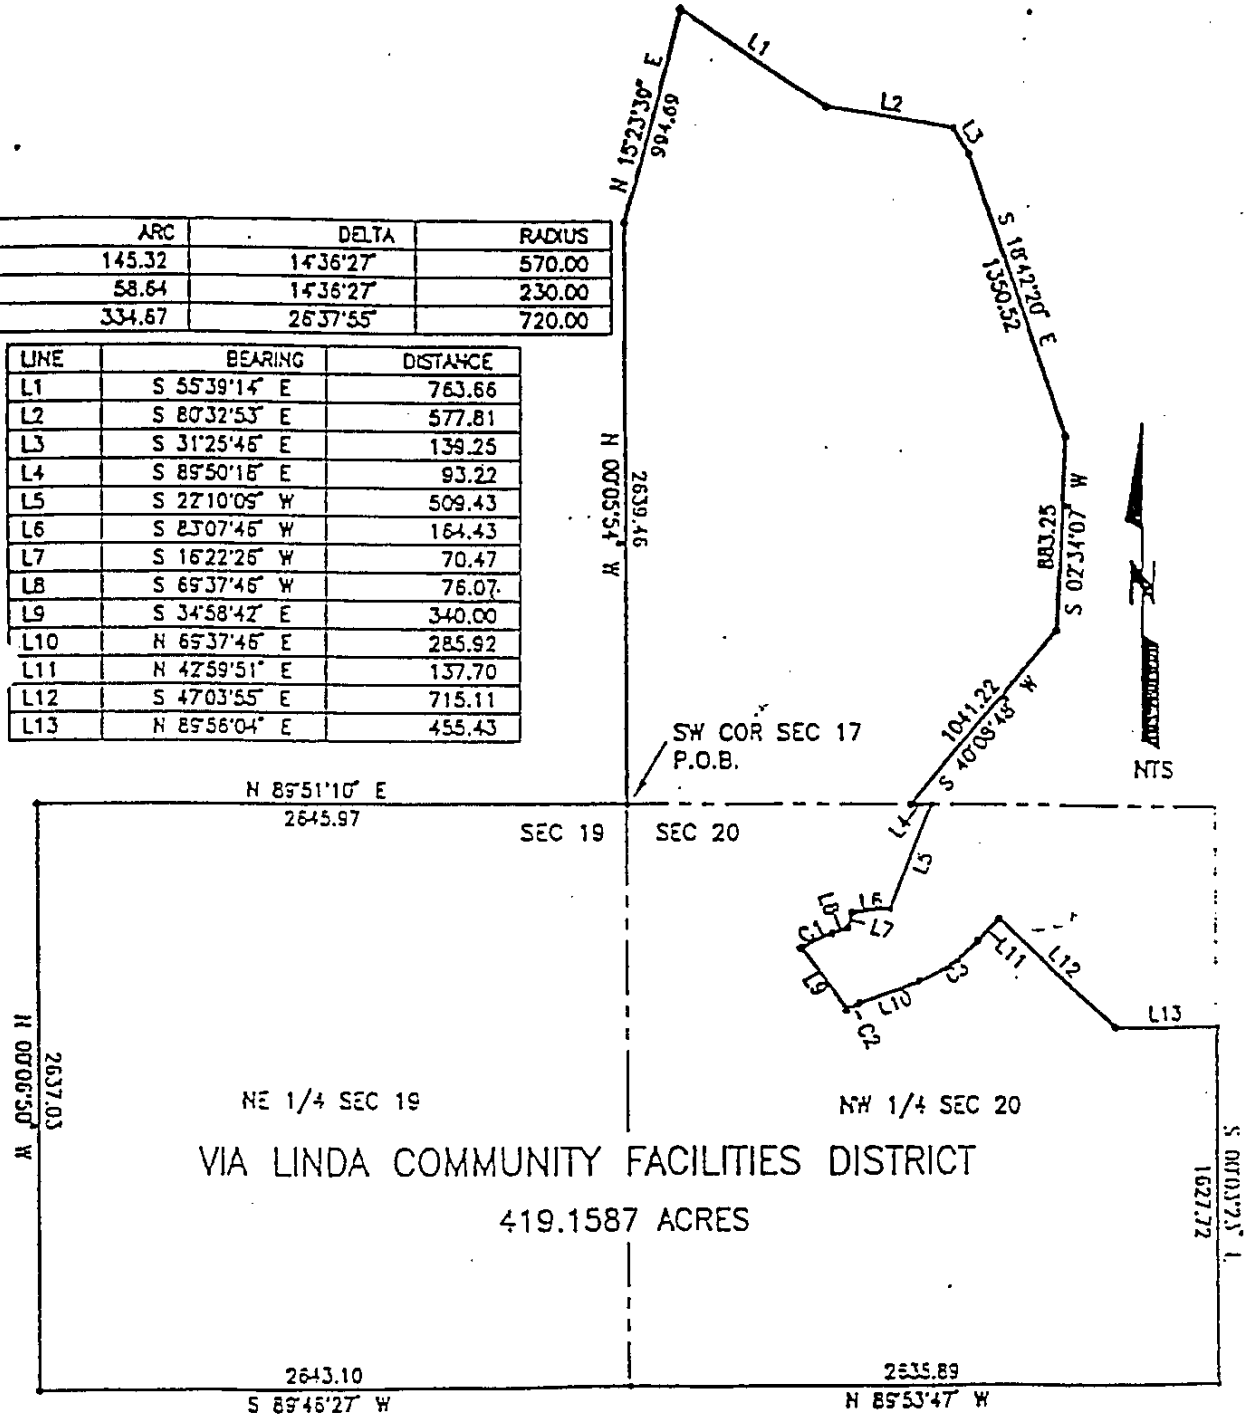 L1
N 15°23'39" E
994.69
L2
L3
S 18°42'20" E
1350.52
ARC DELTA RADIUS
145.32 14°36'27" 570.00
58.64 14°36'27" 230.00
334.67 26°37'55" 720.00
LINE BEARING DISTANCE
L1 S 55°39'14" E 763.66
L2 S 80°32'53" E 577.81
L3 S 31°25'46" E 139.25
L4 S 89°50'16" E 93.22
L5 S 22°10'09" W 509.43
L6 S 83°07'46" W 164.43
L7 S 16°22'26" W 70.47
L8 S 69°37'46" W 76.07
L9 S 34°58'42" E 340.00
L10 N 69°37'46" E 285.92
L11 N 42°59'51" E 137.70
L12 S 47°03'55" E 715.11
L13 N 89°56'04" E 455.43
N 00°05'54" W
2639.46
883.25
S 02°34'07" W
1041.22
S 40°08'48" W
SW COR SEC 17
P.O.B.
NTS
N 89°51'10" E
2645.97
SEC 19 SEC 20
L4
L5
L6
L8
L7
C1
L9
L10
C2
C3
L11
L12
L13
N 00°06'50" W
2637.03
NE 1/4 SEC 19
NW 1/4 SEC 20
VIA LINDA COMMUNITY FACILITIES DISTRICT
419.1587 ACRES
S 00°03'23"
1627.72
2643.10
S 89°46'27" W
2635.89
N 89°53'47" W